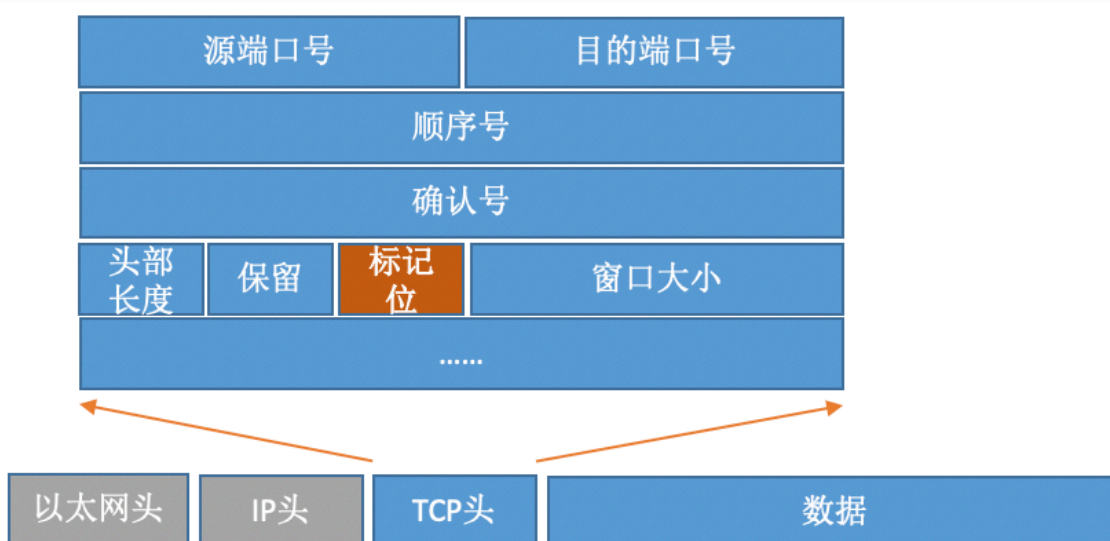 源端口号
目的端口号
顺序号
确认号
头部
长度
保留
标记
位
窗口大小
......
以太网头
IP头
TCP头
数据